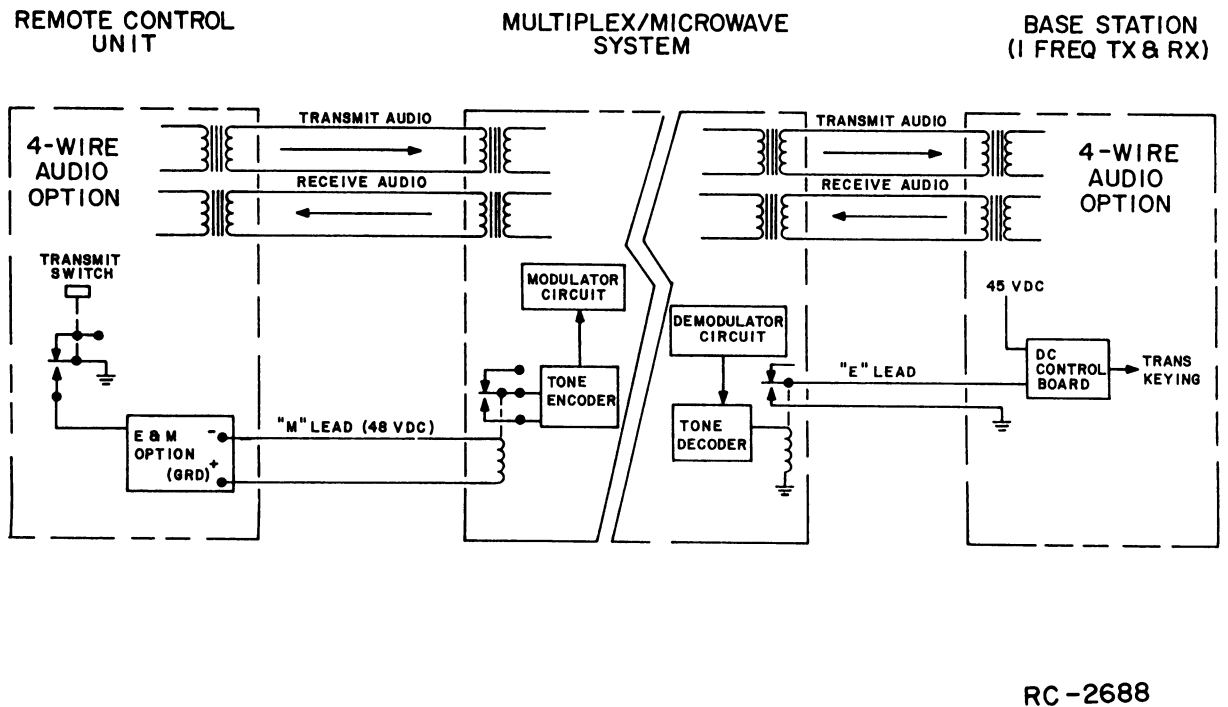 REMOTE CONTROL
UNIT
MULTIPLEX/MICROWAVE
SYSTEM
BASE STATION
(1 FREQ TX & RX)
4-WIRE
AUDIO
OPTION
TRANSMIT AUDIO
RECEIVE AUDIO
TRANSMIT AUDIO
RECEIVE AUDIO
4-WIRE
AUDIO
OPTION
TRANSMIT
SWITCH
MODULATOR
CIRCUIT
DEMODULATOR
CIRCUIT
45 VDC
TONE
ENCODER
"E" LEAD
DC
CONTROL
BOARD
TRANS
KEYING
E & M
OPTION
(GRD)
-
+
"M" LEAD (48 VDC)
TONE
DECODER
RC-2688